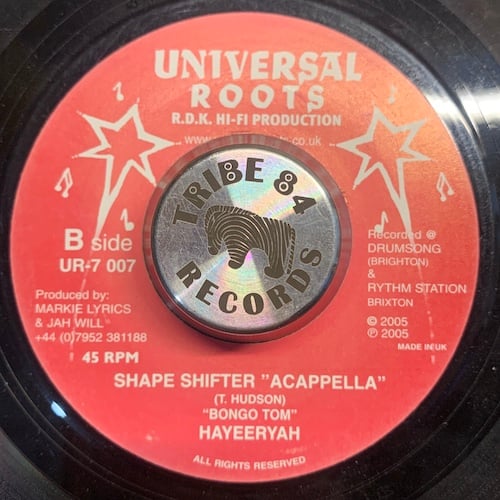 UNIVERSAL
ROOTS
R.D.K. HI-FI PRODUCTION
TRIBE 84
RECORDS
B side
UR-7 007
Produced by:
MARKIE LYRICS
& JAH WILL
+44 (0)7952 381188
45 RPM
Recorded @
DRUMSONG
(BRIGHTON)
&
RYTHM STATION
BRIXTON
© 2005
℗ 2005
MADE IN UK
SHAPE SHIFTER "ACAPPELLA"
(T. HUDSON)
"BONGO TOM"
HAYEERYAH
ALL RIGHTS RESERVED